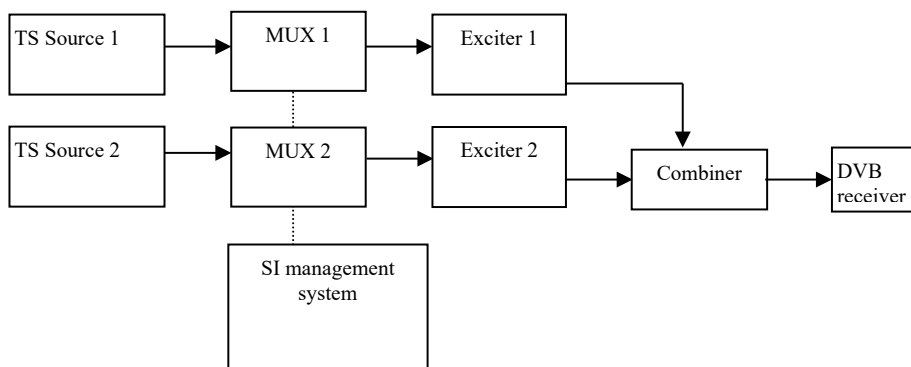 TS Source 1
MUX 1
Exciter 1
TS Source 2
MUX 2
Exciter 2
Combiner
DVB
receiver
SI management
system